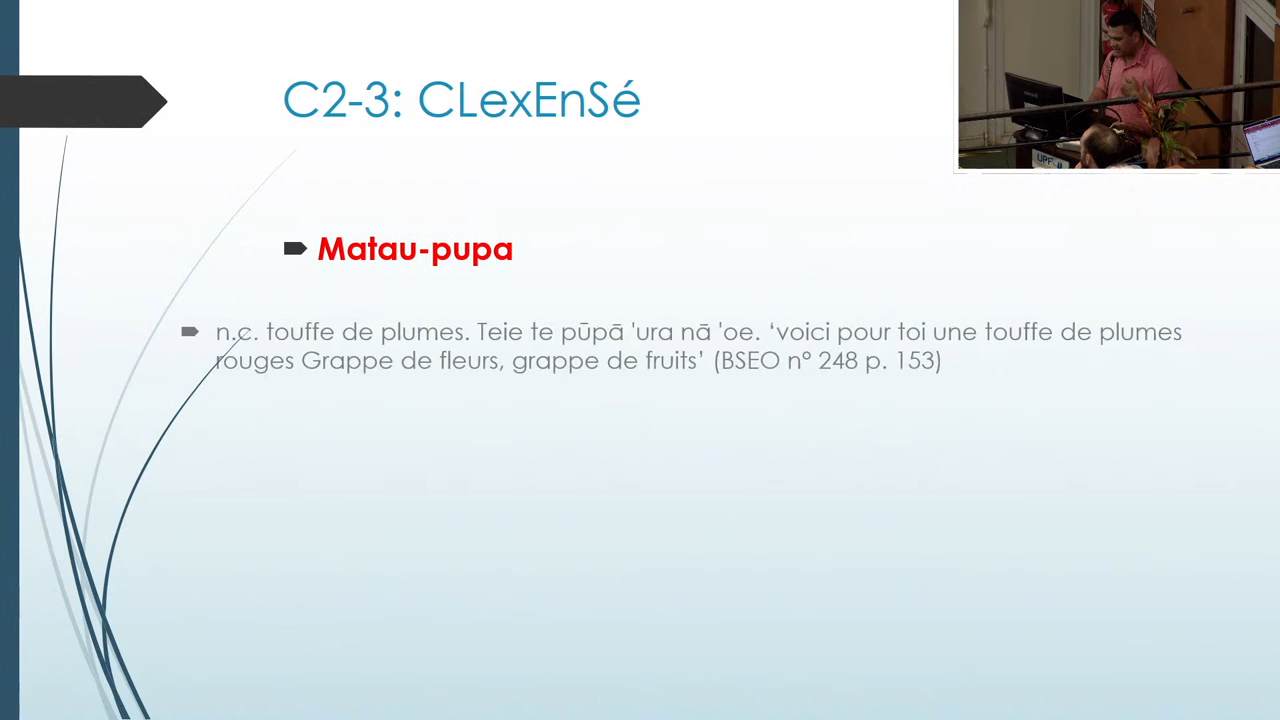 C2-3: CLexEnSé
Matau-pupa
n.c. touffe de plumes. Teie te pūpā 'ura nā 'oe. ‘voici pour toi une touffe de plumes
rouges Grappe de fleurs, grappe de fruits’ (BSEO n° 248 p. 153)